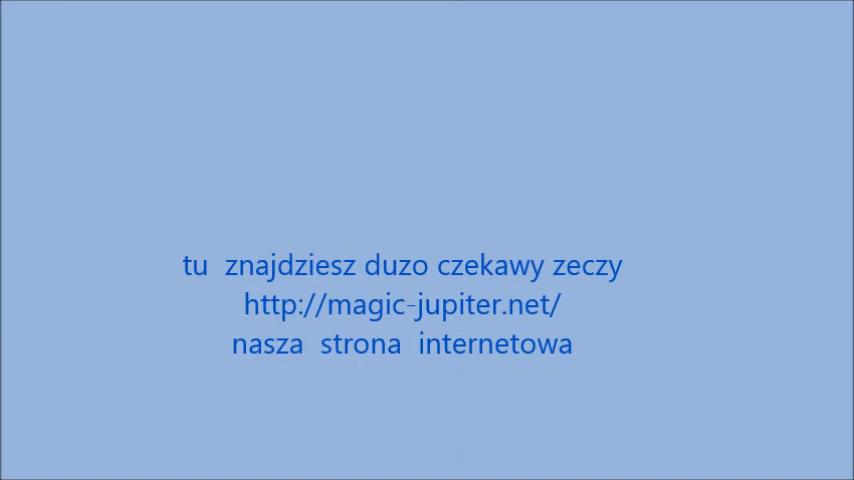 tu znajdziesz duzo czekawy zeczy
http://magic-jupiter.net/
nasza strona internetowa